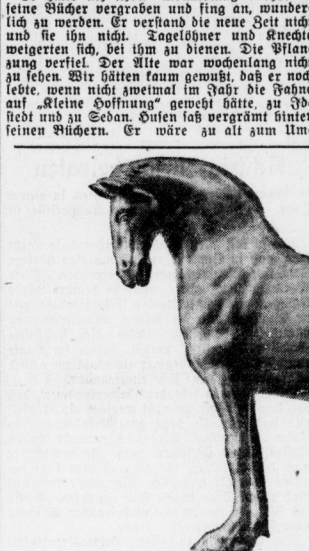 seine Bücher vergraben und fing an, wunder-
lich zu werden. Er verstand die neue Zeit nich
und sie ihn nicht. Tagelöhner und Knechte
weigerten sich, bei ihm zu dienen. Die Pflan
zung verfiel. Der Alte war wochenlang nich
zu sehen. Wir hätten kaum gewußt, daß er noch
lebte, wenn nicht zweimal im Jahr die Fahne
auf „Kleine Hoffnung“ geweht hätte, zu Id
stedt und zu Sedan. Husen saß vergrämt hinter
seinen Büchern. Er wäre zu alt zum Um